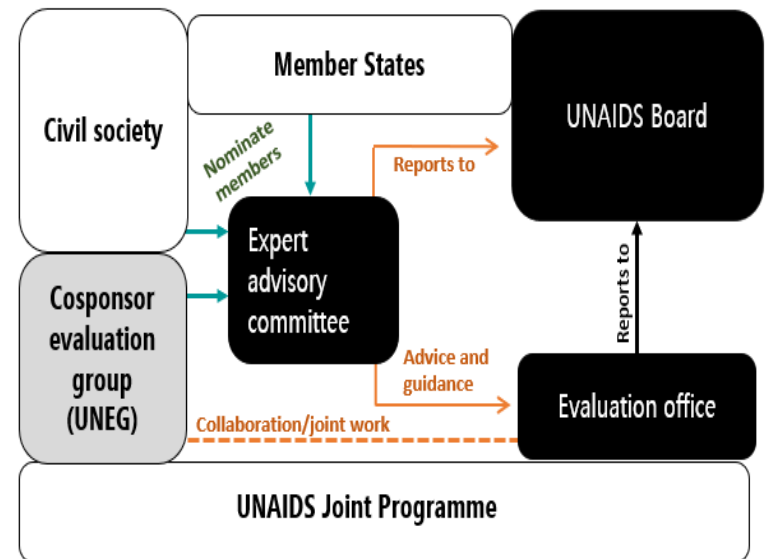 Civil society
Member States
UNAIDS Board
Nominate
members
Reports to
Expert
advisory
committee
Cosponsor
evaluation
group
(UNEG)
Reports to
Advice and
guidance
Evaluation office
Collaboration/joint work
UNAIDS Joint Programme